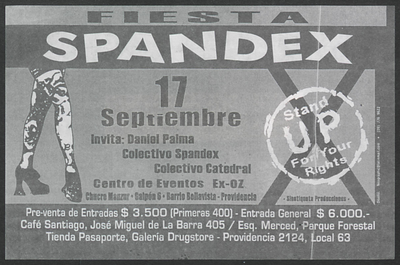 FIESTA
SPANDEX
17
Septiembre
Invita: Daniel Palma
Colectivo Spandex
Colectivo Catedral
Centro de Eventos Ex-OZ
Chucre Manzur - Galpón 6 - Barrio Bellavista - Providencia
Stand
UP
For Your
Rights
- Producciones -
Pre-venta de Entradas $ 3.500 (Primeras 400) - Entrada General $ 6.000.-
Café Santiago, José Miguel de La Barra 405 / Esq. Merced, Parque Forestal
Tienda Pasaporte, Galería Drugstore - Providencia 2124, Local 63